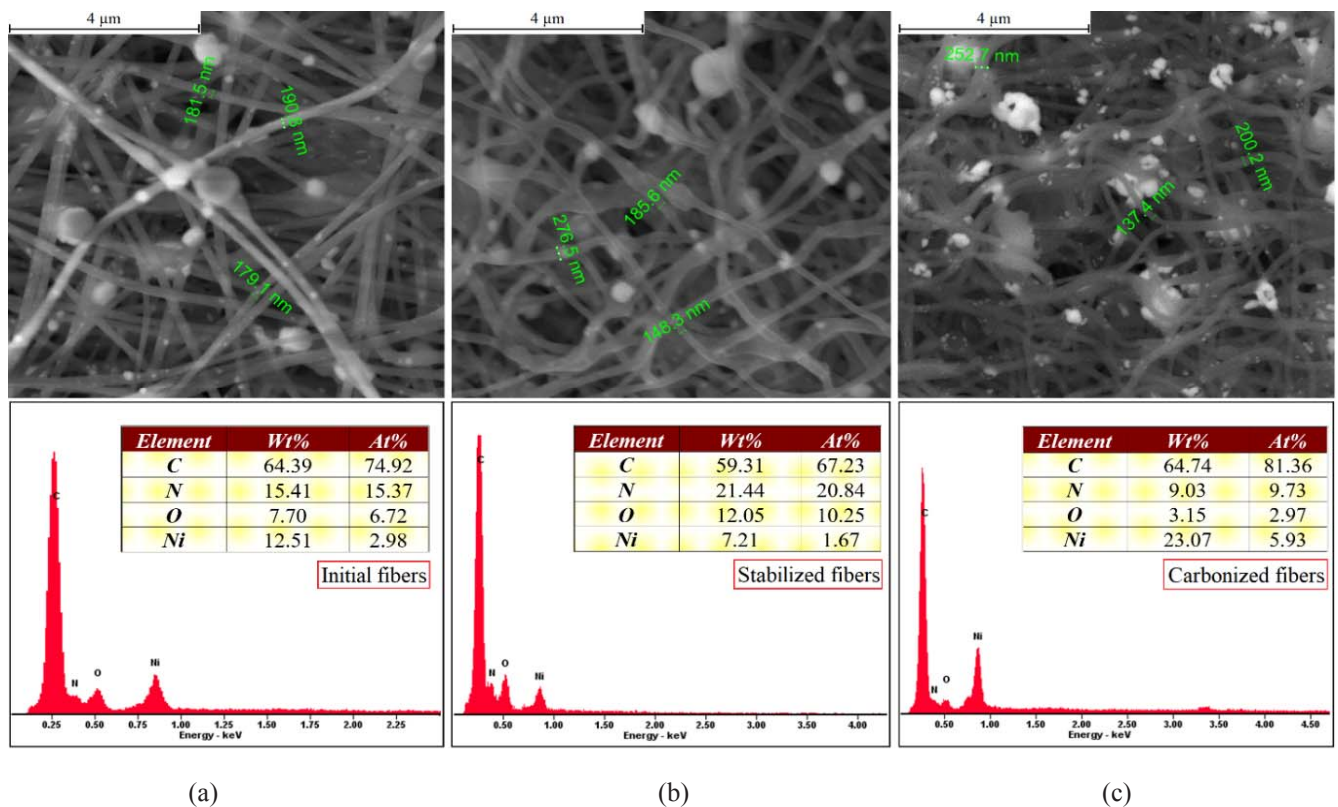 4 μm
181.5 nm
190.8 nm
179.1 nm
4 μm
185.6 nm
276.5 nm
148.3 nm
4 μm
252.7 nm
200.2 nm
137.4 nm
Element Wt% At%
C 64.39 74.92
N 15.41 15.37
O 7.70 6.72
Ni 12.51 2.98
Initial fibers
C
N
O
Ni
0.25 0.50 0.75 1.00 1.25 1.50 1.75 2.00 2.25
Energy - keV
Element Wt% At%
C 59.31 67.23
N 21.44 20.84
O 12.05 10.25
Ni 7.21 1.67
Stabilized fibers
C
N
O
Ni
0.50 1.00 2.00 2.50 3.00 3.50 4.00
Energy - keV
Element Wt% At%
C 64.74 81.36
N 9.03 9.73
O 3.15 2.97
Ni 23.07 5.93
Carbonized fibers
C
N
O
Ni
0.50 1.00 1.50 2.00 2.50 3.00 3.50 4.00 4.50
Energy - keV
(a) (b) (c)